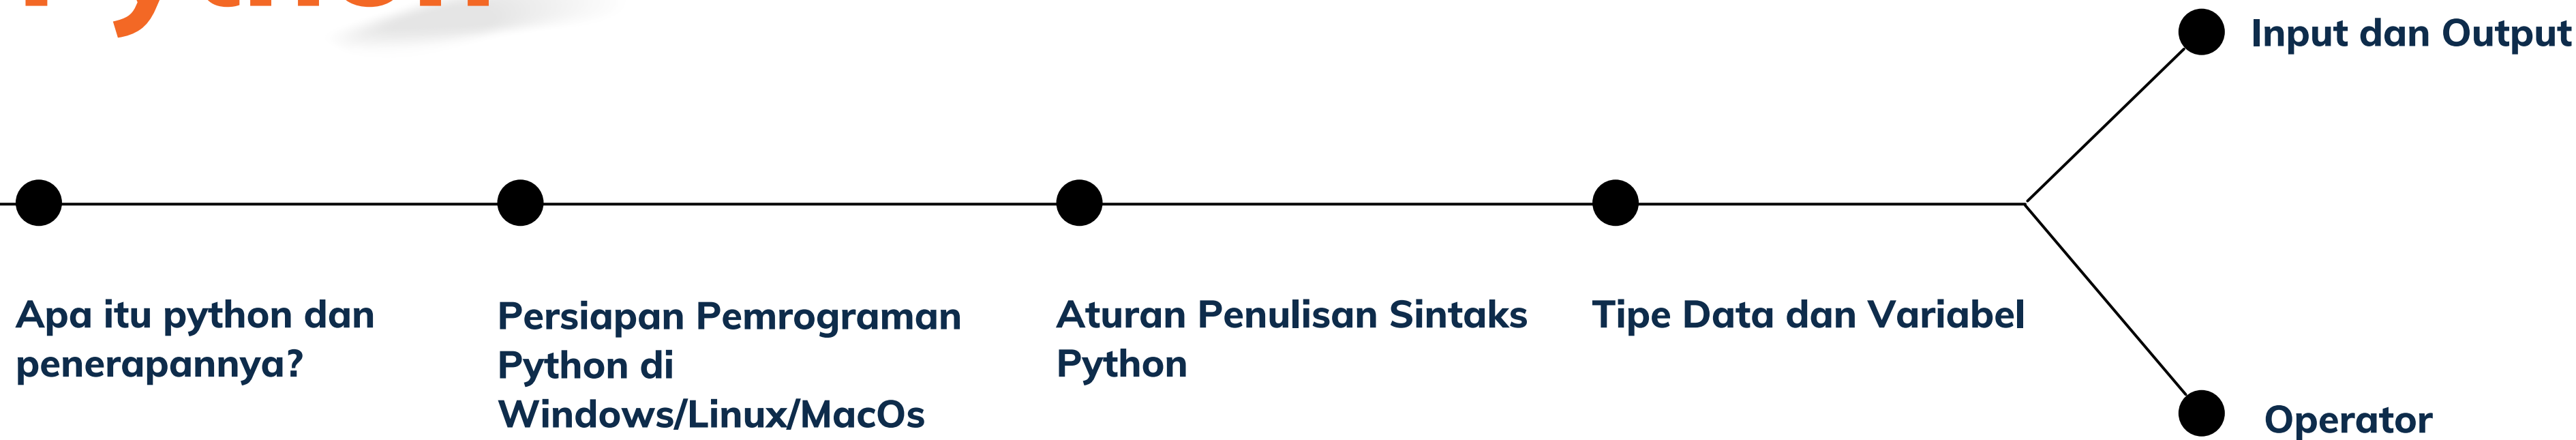 Python
Input dan Output
Apa itu python dan
penerapannya?
Persiapan Pemrograman
Python di
Windows/Linux/MacOs
Aturan Penulisan Sintaks
Python
Tipe Data dan Variabel
Operator